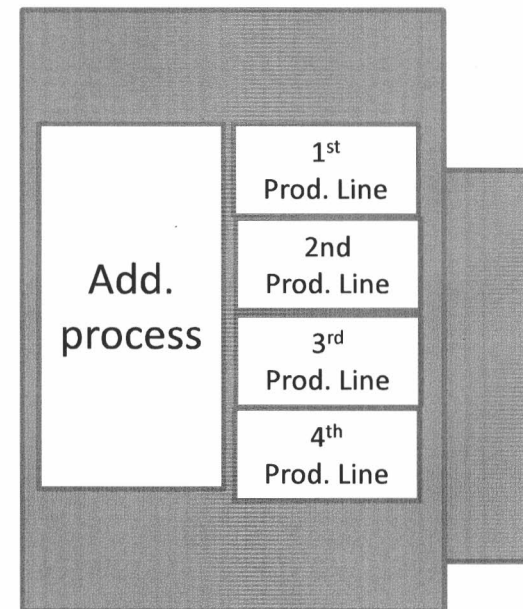 Add.
process
1st
Prod. Line
2nd
Prod. Line
3rd
Prod. Line
4th
Prod. Line